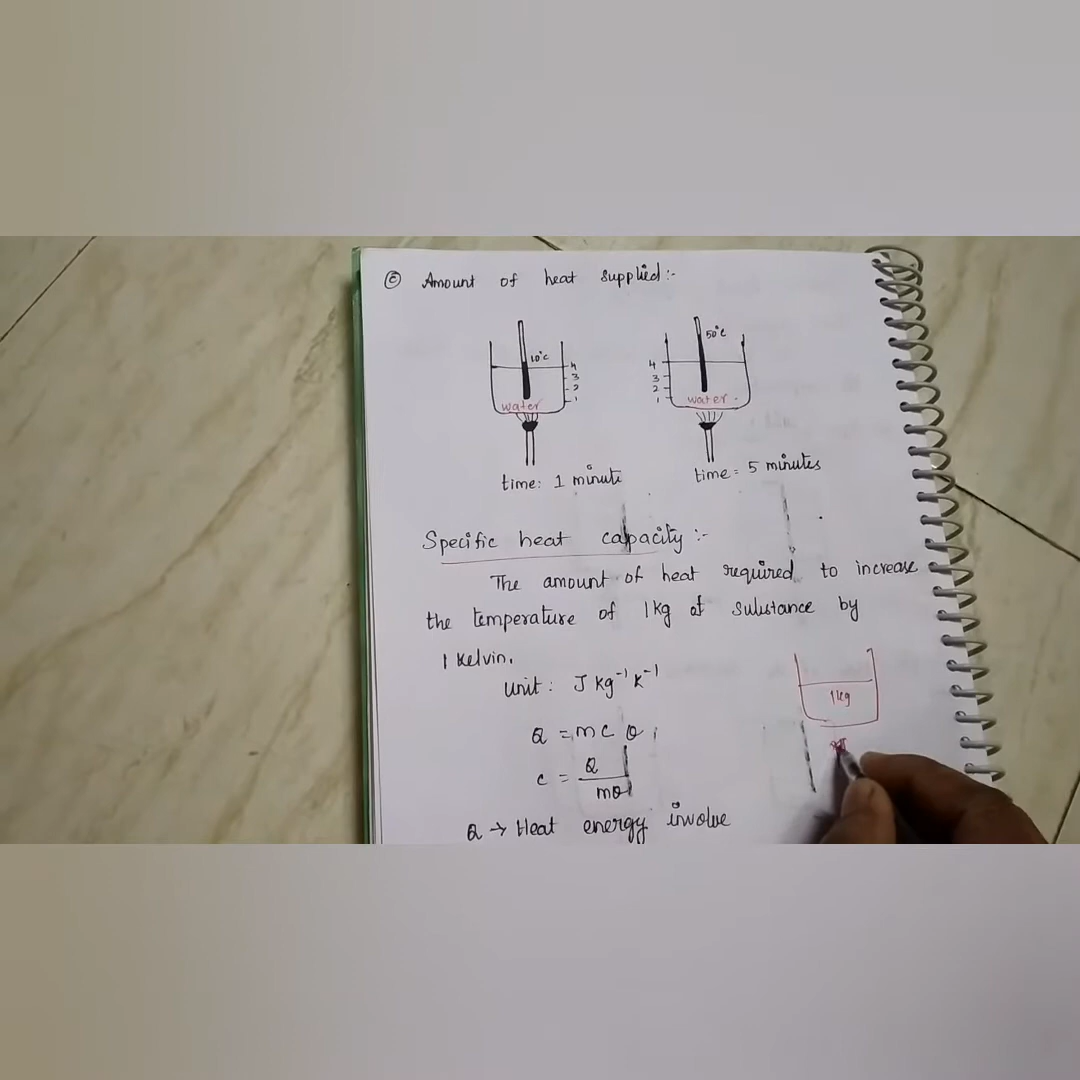 © Amount of heat supplied:-
10°c 50°c
4 4
3 3
2 2
1 1
water water
time: 1 minute time = 5 minutes
Specific heat capacity :-
The amount of heat required to increase
the temperature of 1kg of substance by
1 kelvin.
unit: J kg⁻¹ k⁻¹
1kg
Q = m c θ
c = Q / mθ
Q → Heat energy involve